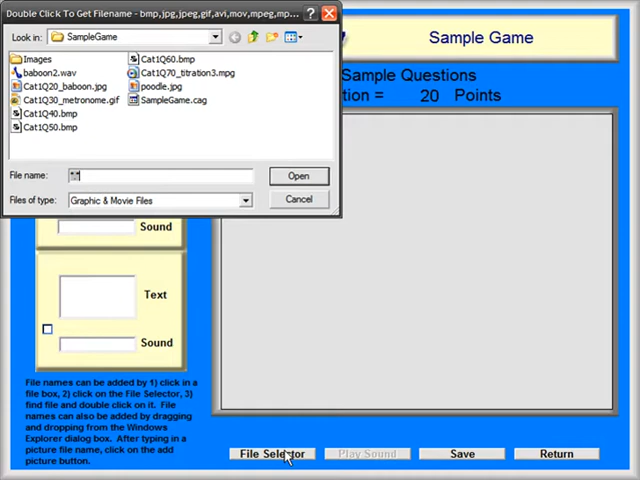 Double Click To Get Filename - bmp,jpg,jpeg,gif,avi,mov,mpeg,mp...
Look in: SampleGame
Images
baboon2.wav
Cat1Q20_baboon.jpg
Cat1Q30_metronome.gif
Cat1Q40.bmp
Cat1Q50.bmp
Cat1Q60.bmp
Cat1Q70_titration3.mpg
poodle.jpg
SampleGame.cag
File name: *.*
Open
Files of type: Graphic & Movie Files
Cancel
Sample Game
Sample Questions
tion = 20 Points
Sound
Text
Sound
File names can be added by 1) click in a
file box, 2) click on the File Selector, 3)
find file and double click on it. File
names can also be added by dragging
and dropping from the Windows
Explorer dialog box. After typing in a
picture file name, click on the add
picture button.
File Selector
Play Sound
Save
Return